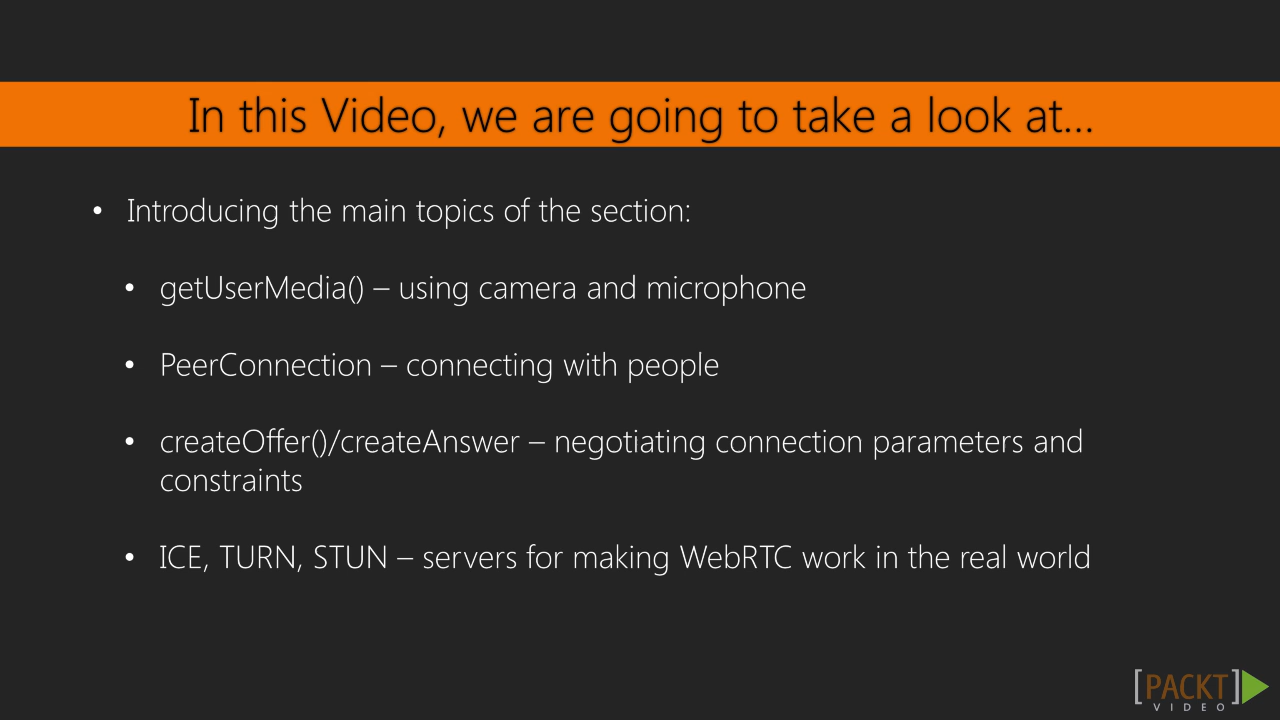 In this Video, we are going to take a look at...
• Introducing the main topics of the section:
• getUserMedia() – using camera and microphone
• PeerConnection – connecting with people
• createOffer()/createAnswer – negotiating connection parameters and
constraints
• ICE, TURN, STUN – servers for making WebRTC work in the real world
[PACKT]
VIDEO